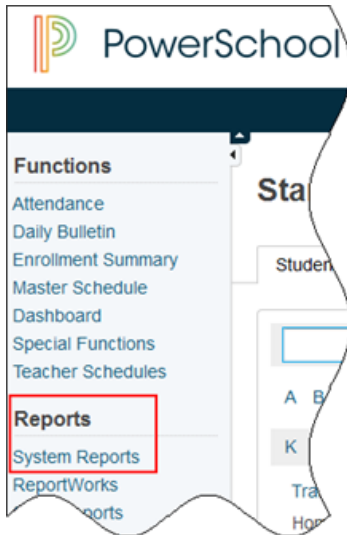 PowerSchool
Functions
Attendance
Daily Bulletin
Enrollment Summary
Master Schedule
Dashboard
Special Functions
Teacher Schedules
Reports
System Reports
ReportWorks
Sta
Studen
A B
K
Tra
Hor